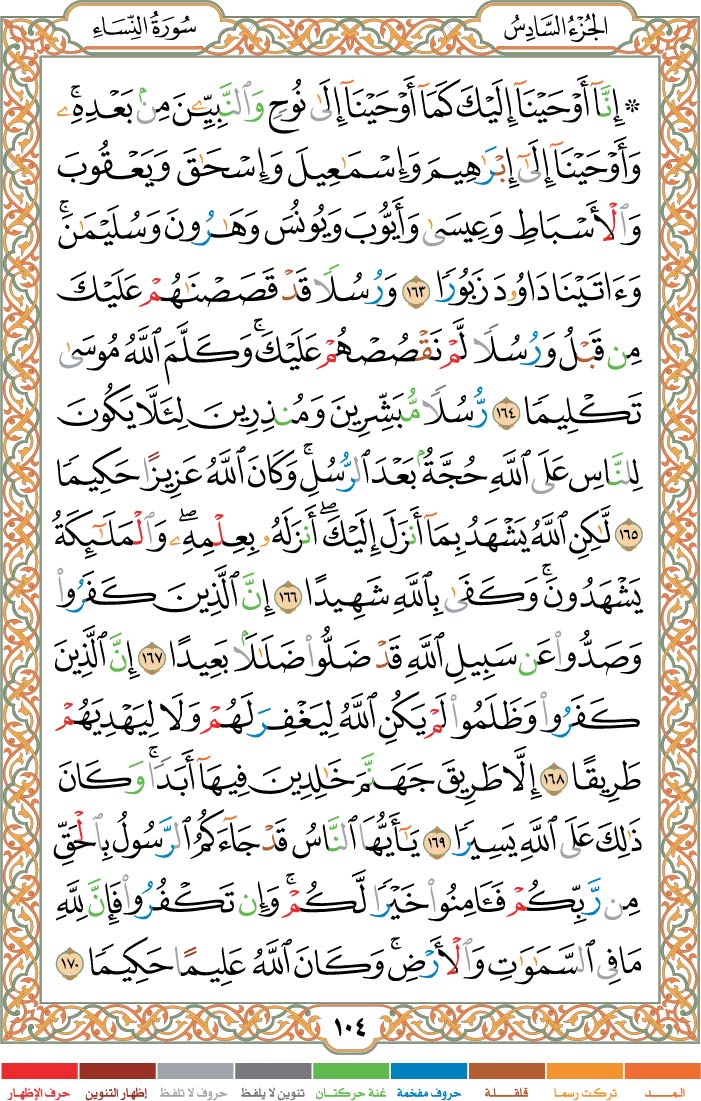 الجُزْءُ السَّادِسُ
سُورَةُ النِّسَاءِ
* إِنَّآ أَوْحَيْنَآ إِلَيْكَ كَمَآ أَوْحَيْنَآ إِلَىٰ نُوحٍ وَٱلنَّبِيِّـۧنَ مِنۢ بَعْدِهِۦۚ
وَأَوْحَيْنَآ إِلَىٰٓ إِبْرَٰهِيمَ وَإِسْمَٰعِيلَ وَإِسْحَٰقَ وَيَعْقُوبَ
وَٱلْأَسْبَاطِ وَعِيسَىٰ وَأَيُّوبَ وَيُونُسَ وَهَٰرُونَ وَسُلَيْمَٰنَۚ
وَءَاتَيْنَا دَاوُۥدَ زَبُورًا ١٦٣ وَرُسُلًا قَدْ قَصَصْنَٰهُمْ عَلَيْكَ
مِن قَبْلُ وَرُسُلًا لَّمْ نَقْصُصْهُمْ عَلَيْكَۚ وَكَلَّمَ ٱللَّهُ مُوسَىٰ
تَكْلِيمًا ١٦٤ رُّسُلًا مُّبَشِّرِينَ وَمُنذِرِينَ لِئَلَّا يَكُونَ
لِلنَّاسِ عَلَى ٱللَّهِ حُجَّةٌۢ بَعْدَ ٱلرُّسُلِۚ وَكَانَ ٱللَّهُ عَزِيزًا حَكِيمًا
١٦٥ لَّٰكِنِ ٱللَّهُ يَشْهَدُ بِمَآ أَنزَلَ إِلَيْكَۖ أَنزَلَهُۥ بِعِلْمِهِۦۖ وَٱلْمَلَٰٓئِكَةُ
يَشْهَدُونَۚ وَكَفَىٰ بِٱللَّهِ شَهِيدًا ١٦٦ إِنَّ ٱلَّذِينَ كَفَرُوا۟
وَصَدُّوا۟ عَن سَبِيلِ ٱللَّهِ قَدْ ضَلُّوا۟ ضَلَٰلًۢا بَعِيدًا ١٦٧ إِنَّ ٱلَّذِينَ
كَفَرُوا۟ وَظَلَمُوا۟ لَمْ يَكُنِ ٱللَّهُ لِيَغْفِرَ لَهُمْ وَلَا لِيَهْدِيَهُمْ
طَرِيقًا ١٦٨ إِلَّا طَرِيقَ جَهَنَّمَ خَٰلِدِينَ فِيهَآ أَبَدًاۚ وَكَانَ
ذَٰلِكَ عَلَى ٱللَّهِ يَسِيرًا ١٦٩ يَٰٓأَيُّهَا ٱلنَّاسُ قَدْ جَآءَكُمُ ٱلرَّسُولُ بِٱلْحَقِّ
مِن رَّبِّكُمْ فَـَٔامِنُوا۟ خَيْرًا لَّكُمْۚ وَإِن تَكْفُرُوا۟ فَإِنَّ لِلَّهِ
مَا فِى ٱلسَّمَٰوَٰتِ وَٱلْأَرْضِۚ وَكَانَ ٱللَّهُ عَلِيمًا حَكِيمًا ١٧٠
١٠٤
المـــد
تركت رسما
قلقـلـة
حروف مفخمة
غنة حركتان
تنوين لا يلفظ
حروف لا تلفظ
إظهار التنوين
حرف الإظهار